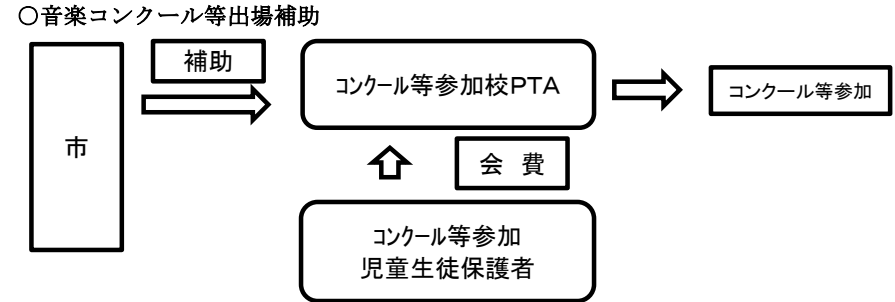 ○音楽コンクール等出場補助
補助
コンクール等参加校PTA
コンクール等参加
市
会 費
コンクール等参加
児童生徒保護者